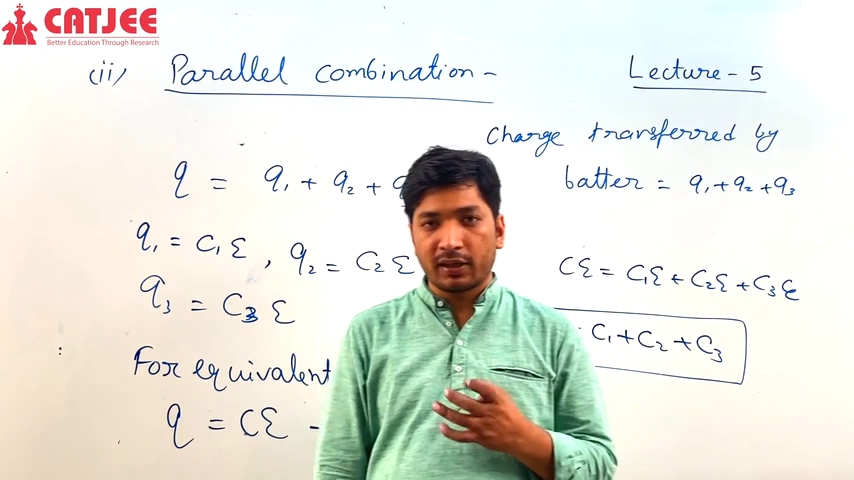 CATJEE
Better Education Through Research
(ii) Parallel combination -
Lecture - 5
Charge transferred by
batter = q₁ + q₂ + q₃
q = q₁ + q₂ +
q₁ = C₁ε , q₂ = C₂ε
q₃ = C₃ε
Cε = C₁ε + C₂ε + C₃ε
C₁ + C₂ + C₃
For equivalent
q = Cε -